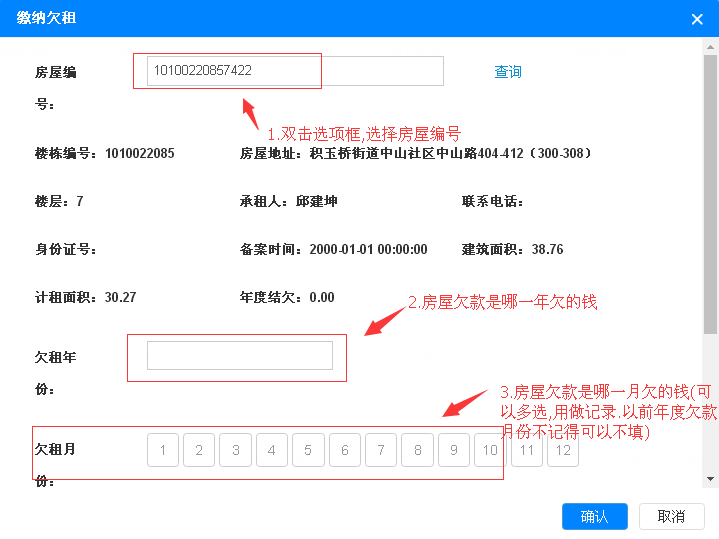 缴纳欠租
房屋编号：
10100220857422
查询
1.双击选项框,选择房屋编号
楼栋编号：1010022085
房屋地址：积玉桥街道中山社区中山路404-412（300-308）
楼层：7
承租人：邱建坤
联系电话：
身份证号：
备案时间：2000-01-01 00:00:00
建筑面积：38.76
计租面积：30.27
年度结欠：0.00
2.房屋欠款是哪一年欠的钱
欠租年份：
3.房屋欠款是哪一月欠的钱(可
以多选,用做记录.以前年度欠款
月份不记得可以不填)
欠租月份：
1 2 3 4 5 6 7 8 9 10 11 12
确认
取消